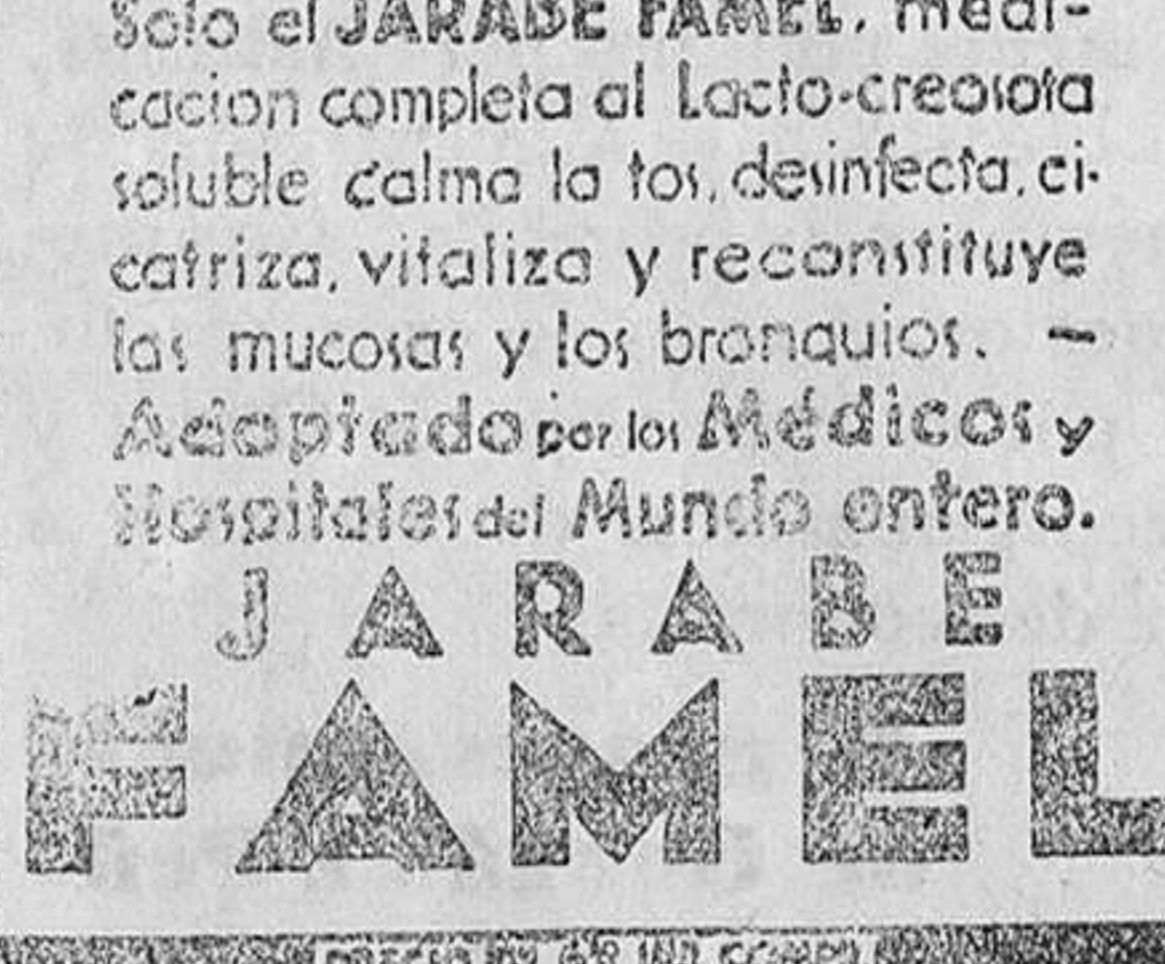 Solo el JARABE FAMEL, medi-
cacion completa al Lacto-creosota
soluble calma la tos, desinfecta, ci-
catriza, vitaliza y reconstituye
las mucosas y los bronquios. —
Adoptado por los Médicos y
Hospitales del Mundo entero.
JARABE
FAMEL